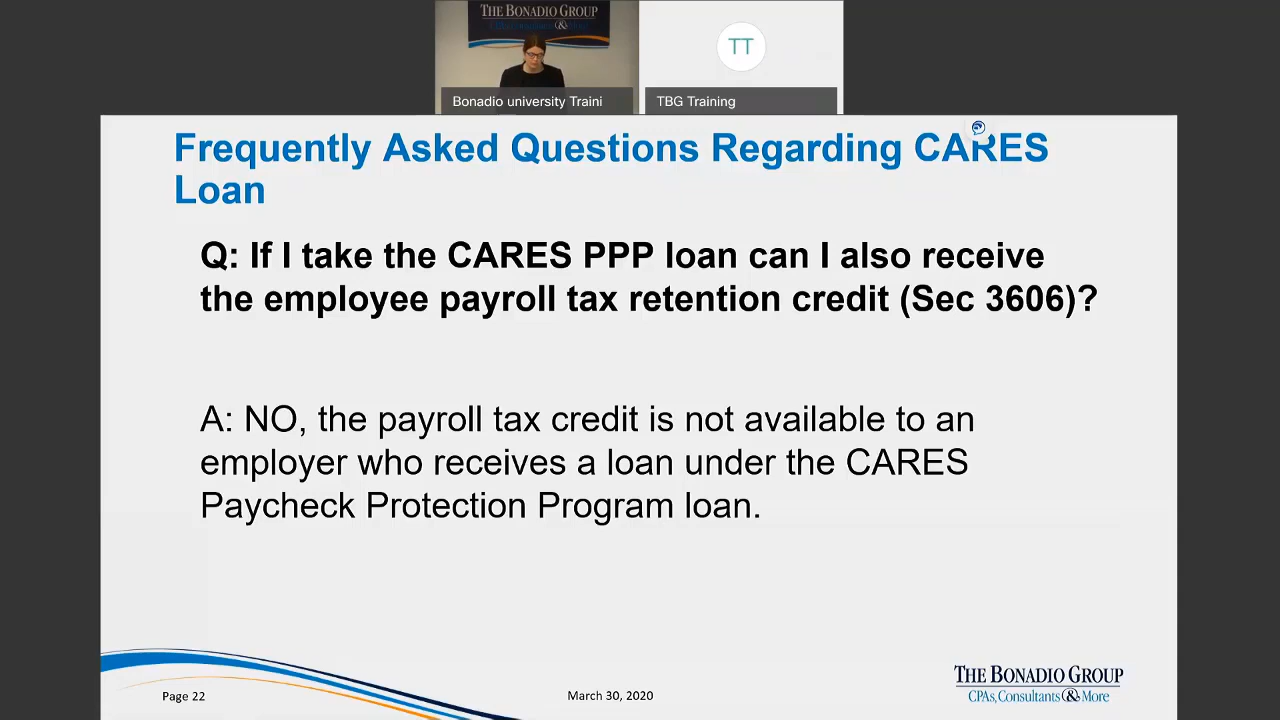 THE BONADIO GROUP
CPAs, Consultants & More
Bonadio university Traini
TT
TBG Training
Frequently Asked Questions Regarding CARES
Loan
Q: If I take the CARES PPP loan can I also receive
the employee payroll tax retention credit (Sec 3606)?
A: NO, the payroll tax credit is not available to an
employer who receives a loan under the CARES
Paycheck Protection Program loan.
Page 22
March 30, 2020
THE BONADIO GROUP
CPAs, Consultants & More